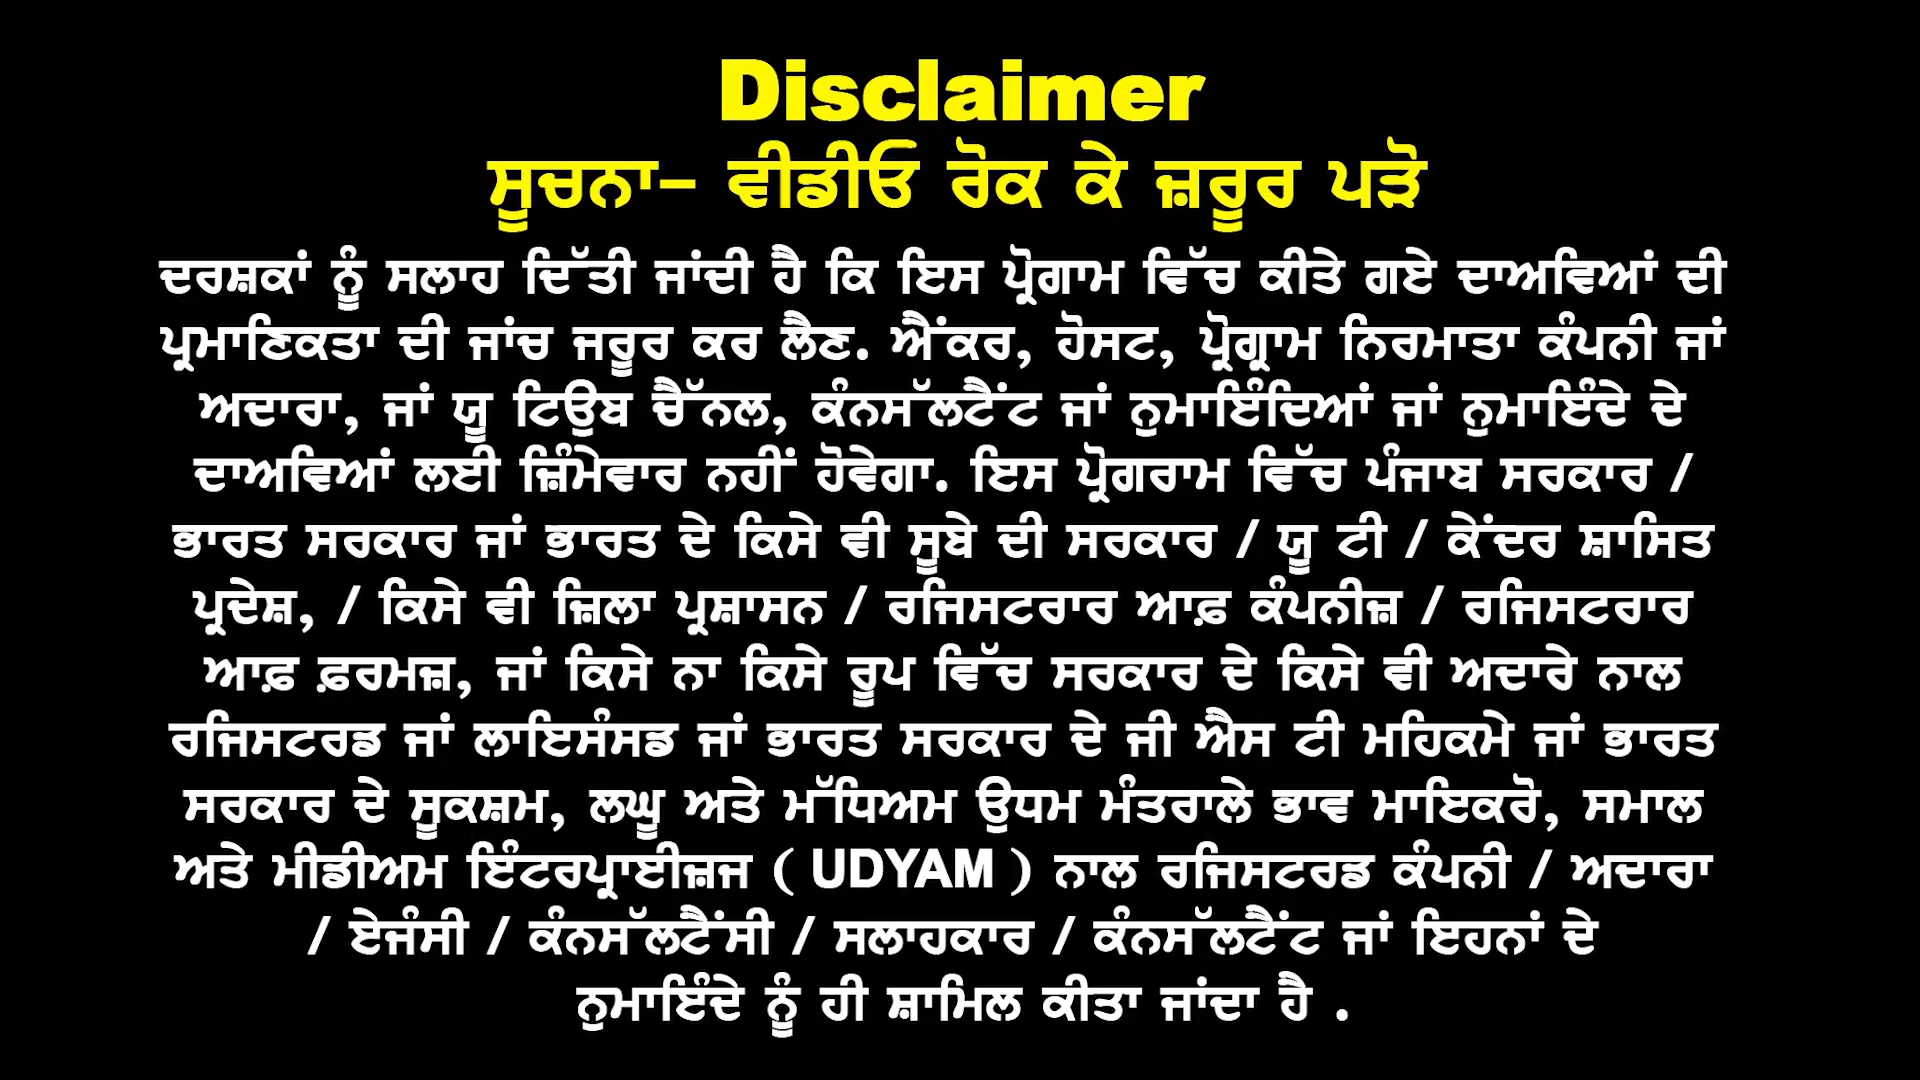 Disclaimer
ਸੂਚਨਾ- ਵੀਡੀਓ ਰੋਕ ਕੇ ਜ਼ਰੂਰ ਪੜੋ
ਦਰਸ਼ਕਾਂ ਨੂੰ ਸਲਾਹ ਦਿੱਤੀ ਜਾਂਦੀ ਹੈ ਕਿ ਇਸ ਪ੍ਰੋਗਾਮ ਵਿੱਚ ਕੀਤੇ ਗਏ ਦਾਅਵਿਆਂ ਦੀ
ਪ੍ਰਮਾਣਿਕਤਾ ਦੀ ਜਾਂਚ ਜਰੂਰ ਕਰ ਲੈਣ. ਐਂਕਰ, ਹੋਸਟ, ਪ੍ਰੋਗ੍ਰਾਮ ਨਿਰਮਾਤਾ ਕੰਪਨੀ ਜਾਂ
ਅਦਾਰਾ, ਜਾਂ ਯੂ ਟਿਉਬ ਚੈੱਨਲ, ਕੰਨਸੱਲਟੈਂਟ ਜਾਂ ਨੁਮਾਇੰਦਿਆਂ ਜਾਂ ਨੁਮਾਇੰਦੇ ਦੇ
ਦਾਅਵਿਆਂ ਲਈ ਜ਼ਿੰਮੇਵਾਰ ਨਹੀਂ ਹੋਵੇਗਾ. ਇਸ ਪ੍ਰੋਗਰਾਮ ਵਿੱਚ ਪੰਜਾਬ ਸਰਕਾਰ /
ਭਾਰਤ ਸਰਕਾਰ ਜਾਂ ਭਾਰਤ ਦੇ ਕਿਸੇ ਵੀ ਸੂਬੇ ਦੀ ਸਰਕਾਰ / ਯੂ ਟੀ / ਕੇਂਦਰ ਸ਼ਾਸਿਤ
ਪ੍ਰਦੇਸ਼, / ਕਿਸੇ ਵੀ ਜ਼ਿਲਾ ਪ੍ਰਸ਼ਾਸਨ / ਰਜਿਸਟਰਾਰ ਆਫ਼ ਕੰਪਨੀਜ਼ / ਰਜਿਸਟਰਾਰ
ਆਫ਼ ਫ਼ਰਮਜ਼, ਜਾਂ ਕਿਸੇ ਨਾ ਕਿਸੇ ਰੂਪ ਵਿੱਚ ਸਰਕਾਰ ਦੇ ਕਿਸੇ ਵੀ ਅਦਾਰੇ ਨਾਲ
ਰਜਿਸਟਰਡ ਜਾਂ ਲਾਇਸੰਸਡ ਜਾਂ ਭਾਰਤ ਸਰਕਾਰ ਦੇ ਜੀ ਐਸ ਟੀ ਮਹਿਕਮੇ ਜਾਂ ਭਾਰਤ
ਸਰਕਾਰ ਦੇ ਸੂਕਸ਼ਮ, ਲਘੂ ਅਤੇ ਮੱਧਿਅਮ ਉਧਮ ਮੰਤਰਾਲੇ ਭਾਵ ਮਾਇਕਰੋ, ਸਮਾਲ
ਅਤੇ ਮੀਡੀਅਮ ਇੰਟਰਪ੍ਰਾਈਜ਼ਜ ( UDYAM ) ਨਾਲ ਰਜਿਸਟਰਡ ਕੰਪਨੀ / ਅਦਾਰਾ
/ ਏਜੰਸੀ / ਕੰਨਸੱਲਟੈਂਸੀ / ਸਲਾਹਕਾਰ / ਕੰਨਸੱਲਟੈਂਟ ਜਾਂ ਇਹਨਾਂ ਦੇ
ਨੁਮਾਇੰਦੇ ਨੂੰ ਹੀ ਸ਼ਾਮਿਲ ਕੀਤਾ ਜਾਂਦਾ ਹੈ .